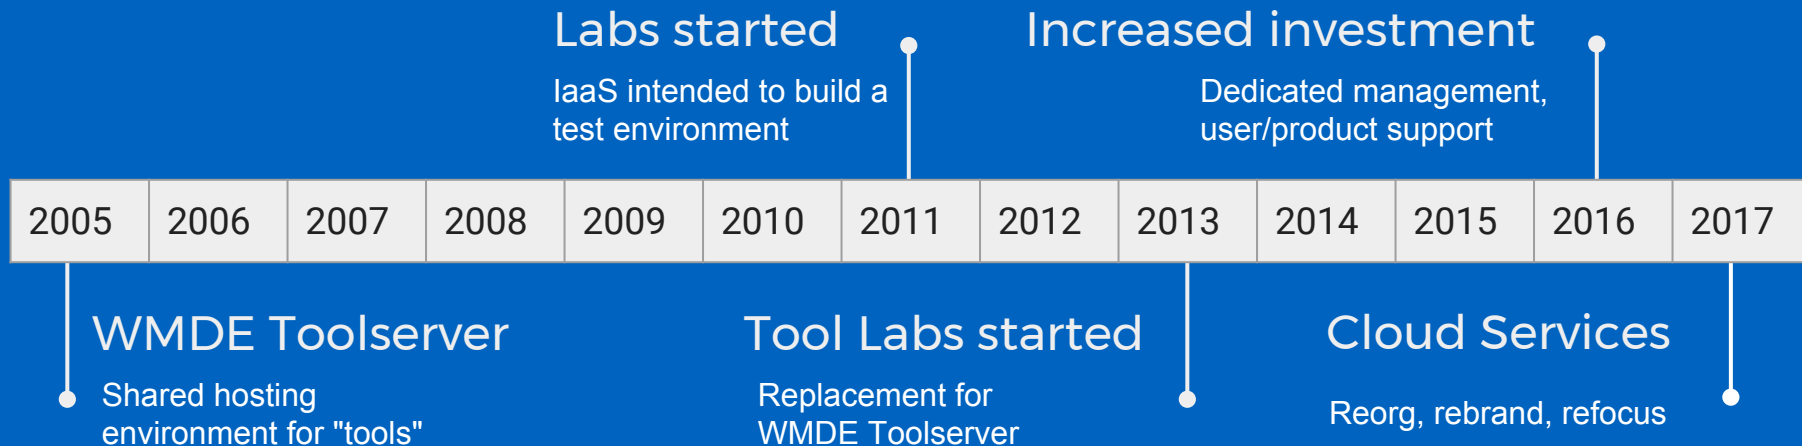 Labs started
IaaS intended to build a
test environment
Increased investment
Dedicated management,
user/product support
2005 2006 2007 2008 2009 2010 2011 2012 2013 2014 2015 2016 2017
WMDE Toolserver
Shared hosting
environment for "tools"
Tool Labs started
Replacement for
WMDE Toolserver
Cloud Services
Reorg, rebrand, refocus